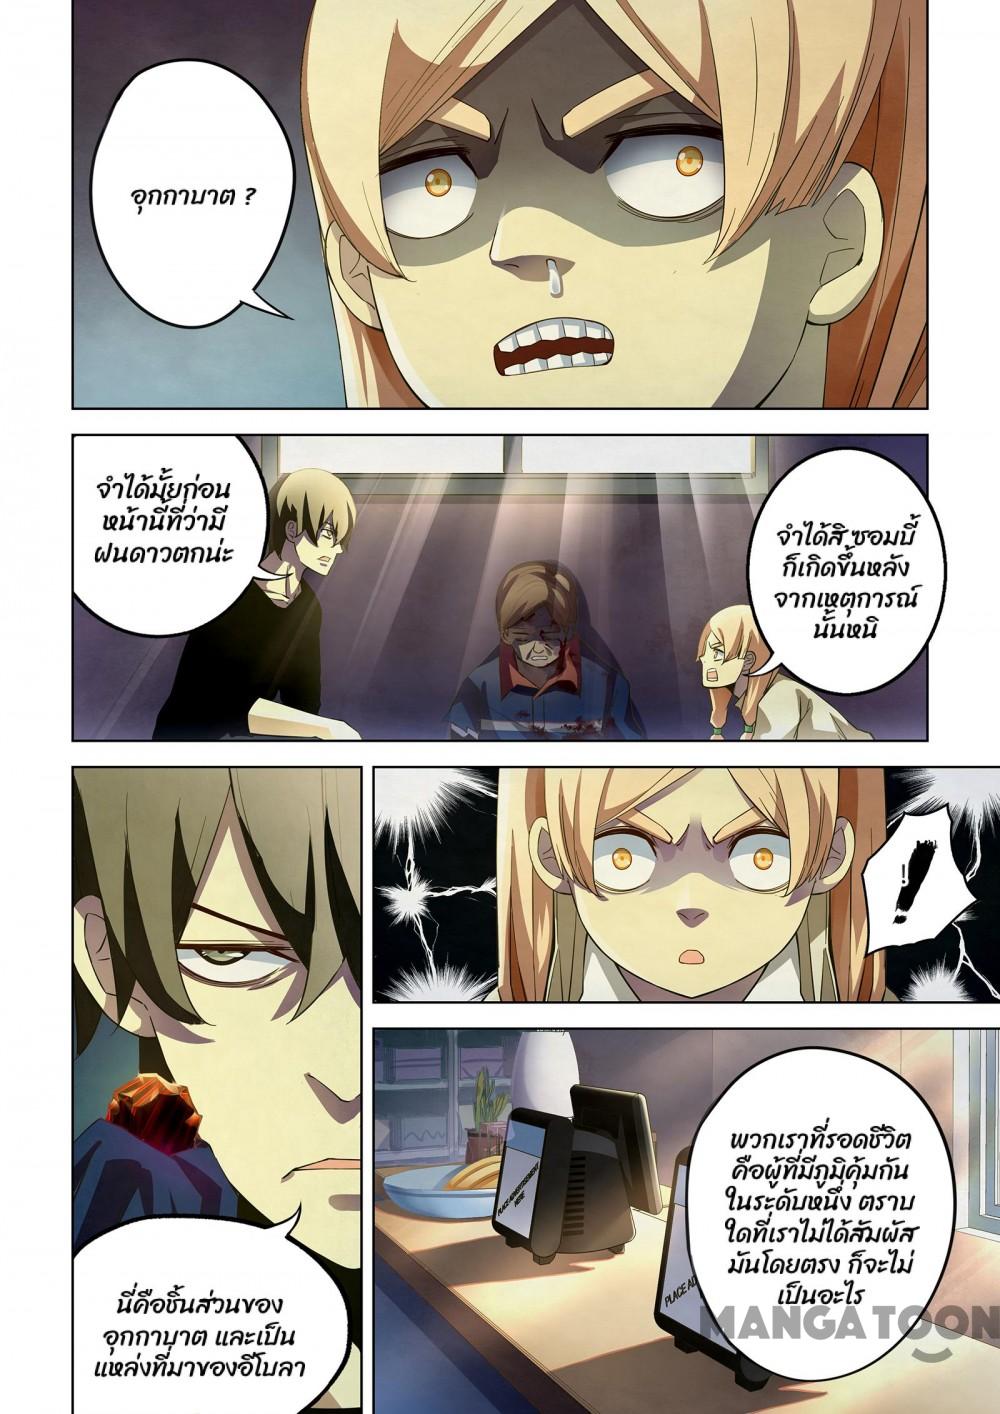 อุกกาบาต ?
จำได้มั้ยก่อน
หน้านี้ที่ว่ามี
ฝนดาวตกน่ะ
จำได้สิ ซอมบี้
ก็เกิดขึ้นหลัง
จากเหตุการณ์
นั้นหนิ
!
นี่คือชิ้นส่วนของ
อุกกาบาต และเป็น
แหล่งที่มาของอีโบลา
พวกเราที่รอดชีวิต
คือผู้ที่มีภูมิคุ้มกัน
ในระดับหนึ่ง ตราบ
ใดที่เราไม่ได้สัมผัส
มันโดยตรง ก็จะไม่
เป็นอะไร
PLACE ADVERTISEMENT
HERE
PLACE AD
MANGATOON